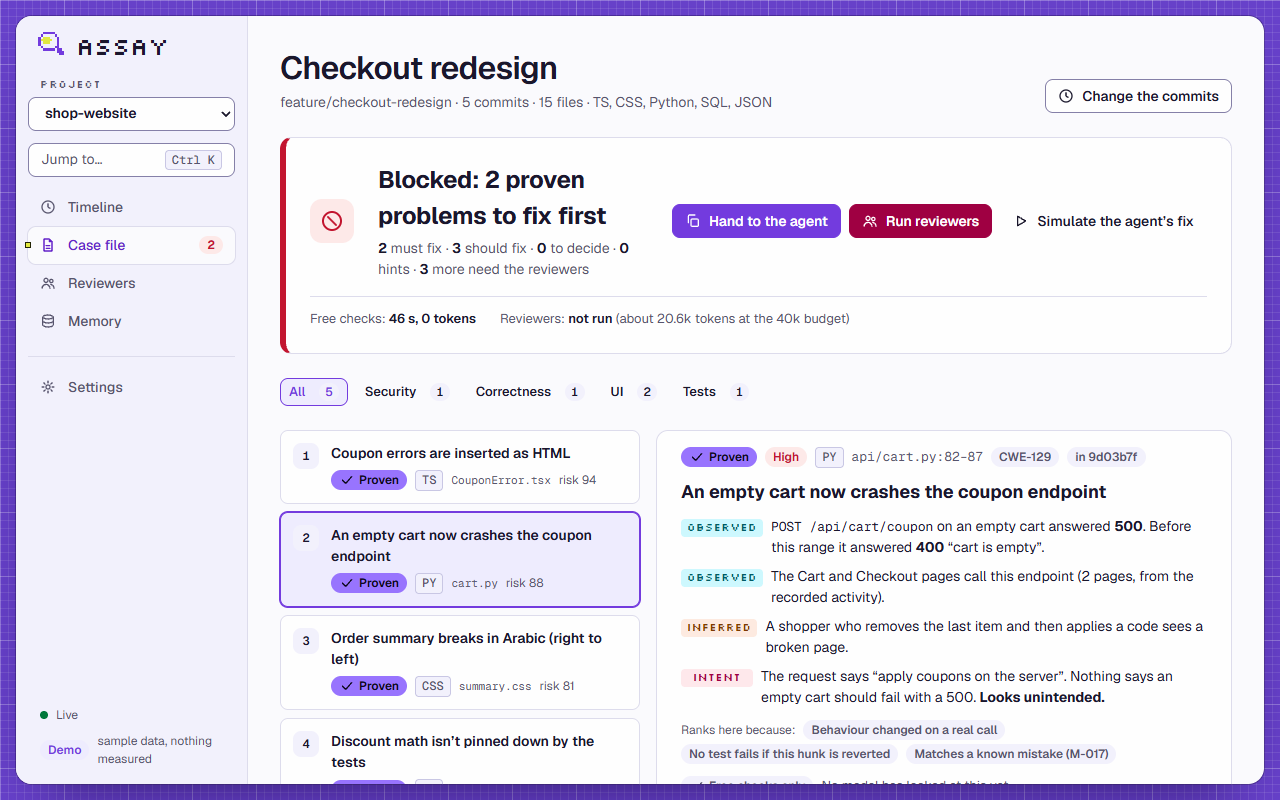 ASSAY
PROJECT
shop-website
Jump to… Ctrl K
Timeline
Case file 2
Reviewers
Memory
Settings
Live
Demo sample data, nothing
measured
Checkout redesign
feature/checkout-redesign · 5 commits · 15 files · TS, CSS, Python, SQL, JSON
Change the commits
Blocked: 2 proven
problems to fix first
2 must fix · 3 should fix · 0 to decide · 0
hints · 3 more need the reviewers
Hand to the agent
Run reviewers
Simulate the agent's fix
Free checks: 46 s, 0 tokens Reviewers: not run (about 20.6k tokens at the 40k budget)
All 5 Security 1 Correctness 1 UI 2 Tests 1
1 Coupon errors are inserted as HTML
Proven TS CouponError.tsx risk 94
2 An empty cart now crashes the coupon
endpoint
Proven PY cart.py risk 88
3 Order summary breaks in Arabic (right to
left)
Proven CSS summary.css risk 81
4 Discount math isn’t pinned down by the
tests
Proven High PY api/cart.py:82–87 CWE-129 in 9d03b7f
An empty cart now crashes the coupon endpoint
OBSERVED POST /api/cart/coupon on an empty cart answered 500. Before
this range it answered 400 “cart is empty”.
OBSERVED The Cart and Checkout pages call this endpoint (2 pages, from the
recorded activity).
INFERRED A shopper who removes the last item and then applies a code sees a
broken page.
INTENT The request says “apply coupons on the server”. Nothing says an
empty cart should fail with a 500. Looks unintended.
Ranks here because: Behaviour changed on a real call
No test fails if this hunk is reverted Matches a known mistake (M-017)